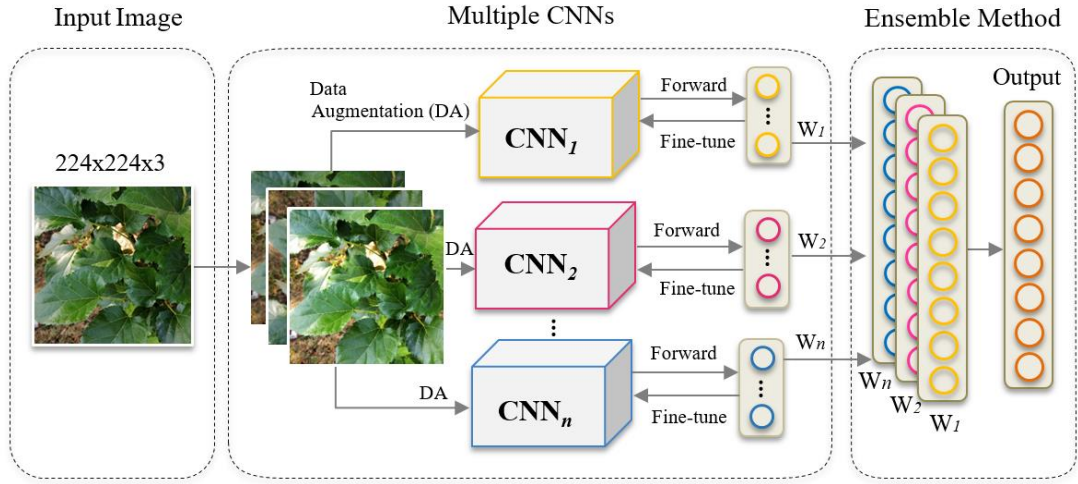 Input Image
Multiple CNNs
Ensemble Method
224x224x3
Data
Augmentation (DA)
CNN1
Forward
Fine-tune
W1
DA
CNN2
Forward
Fine-tune
W2
DA
CNNn
Forward
Fine-tune
Wn
Output
Wn
W2
W1